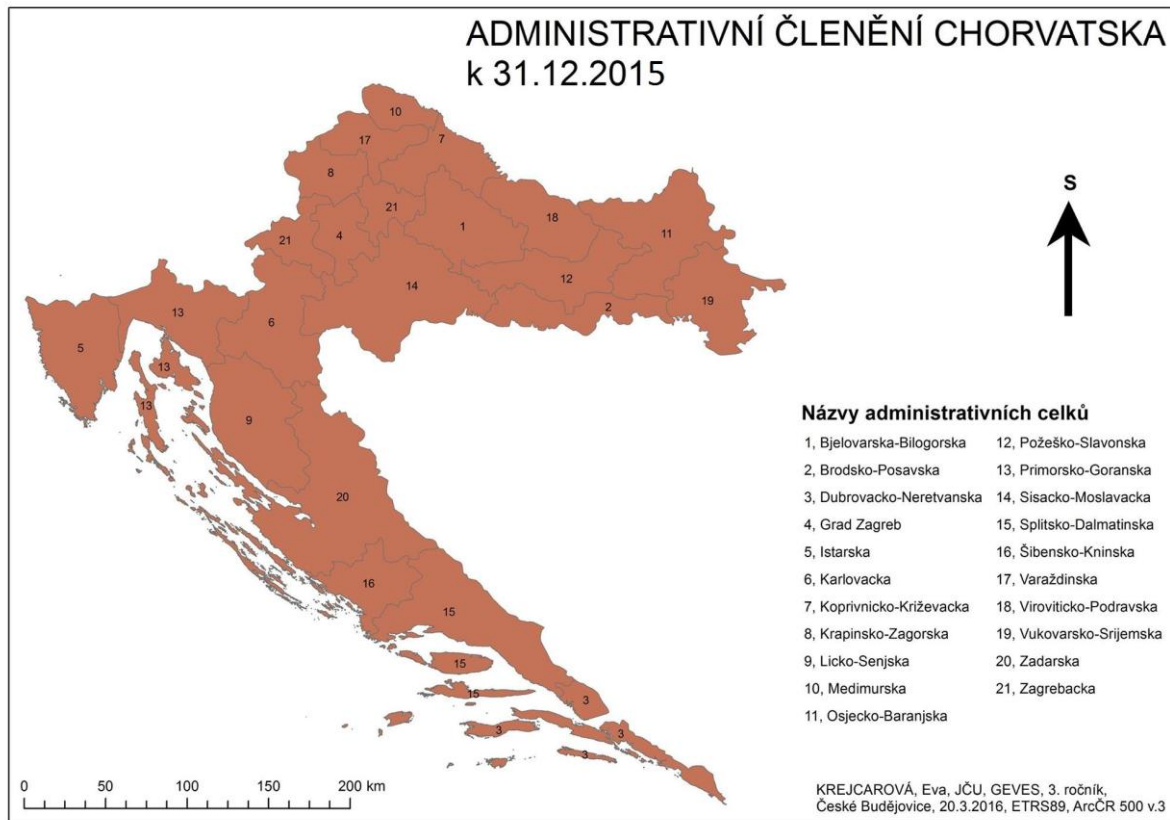 ADMINISTRATIVNÍ ČLENĚNÍ CHORVATSKA
k 31.12.2015
10
17
7
8
21
18
1
11
4
21
12
14
19
2
13
6
5
13
13
9
20
16
15
15
15
3
3
3
3
S
Názvy administrativních celků
1, Bjelovarska-Bilogorska
2, Brodsko-Posavska
3, Dubrovacko-Neretvanska
4, Grad Zagreb
5, Istarska
6, Karlovacka
7, Koprivnicko-Križevacka
8, Krapinsko-Zagorska
9, Licko-Senjska
10, Medimurska
11, Osjecko-Baranjska
12, Požeško-Slavonska
13, Primorsko-Goranska
14, Sisacko-Moslavacka
15, Splitsko-Dalmatinska
16, Šibensko-Kninska
17, Varaždinska
18, Viroviticko-Podravska
19, Vukovarsko-Srijemska
20, Zadarska
21, Zagrebacka
0 50 100 150 200 km
KREJCAROVÁ, Eva, JČU, GEVES, 3. ročník,
České Budějovice, 20.3.2016, ETRS89, ArcČR 500 v.3